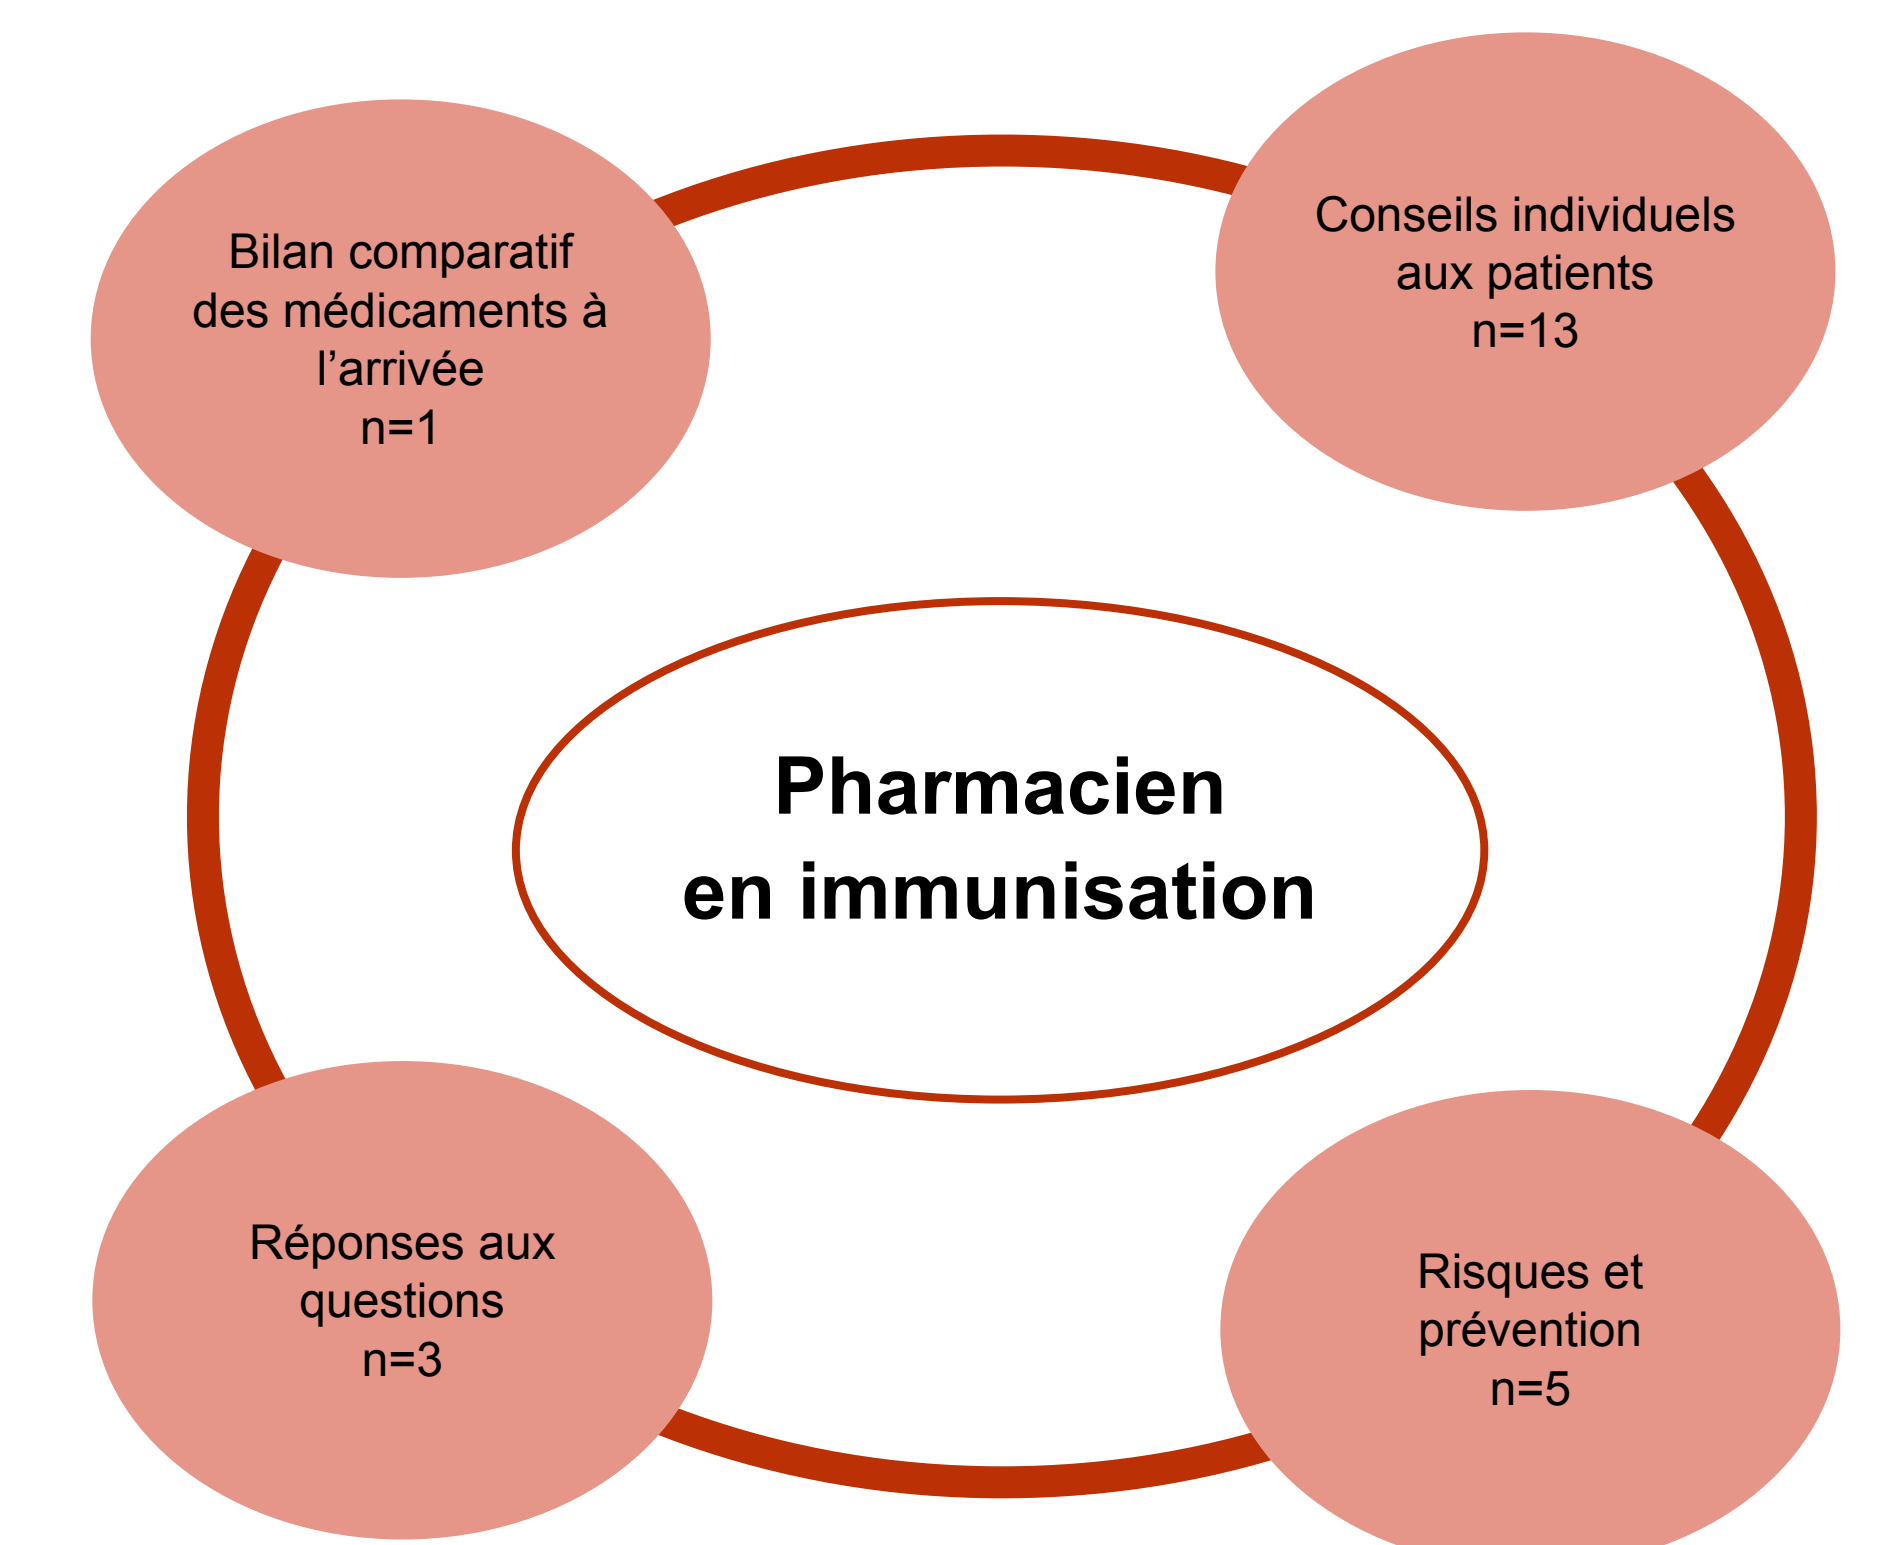 Bilan comparatif
des médicaments à
l’arrivée
n=1
Conseils individuels
aux patients
n=13
Pharmacien
en immunisation
Réponses aux
questions
n=3
Risques et
prévention
n=5